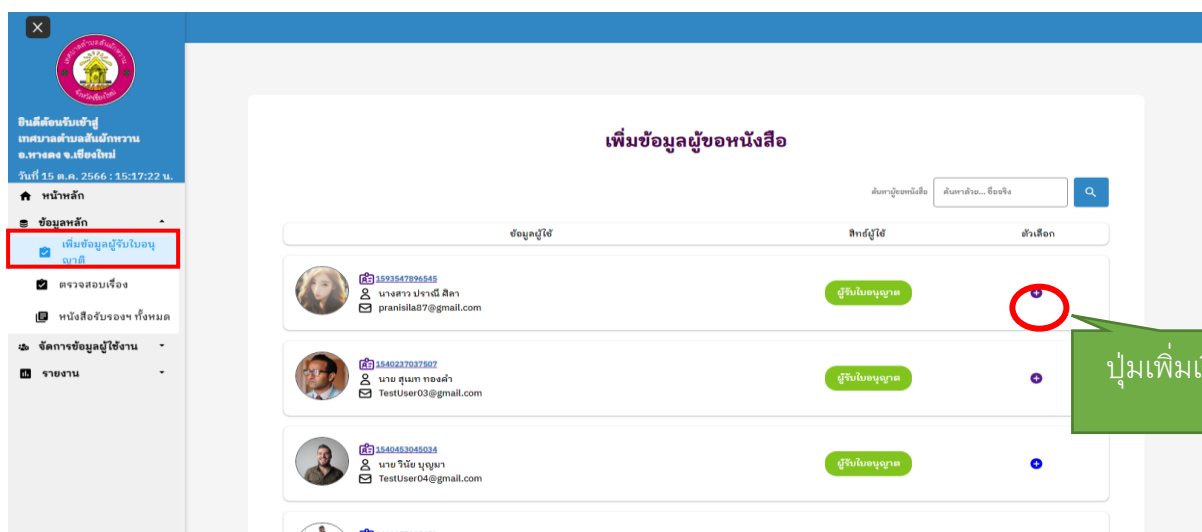 ยินดีต้อนรับเข้าสู่
เทศบาลตำบลสันผักหวาน
อ.หางดง จ.เชียงใหม่
วันที่ 15 ต.ค. 2566 : 15:17:22 น.
หน้าหลัก
ข้อมูลหลัก
เพิ่มข้อมูลผู้รับใบอนุ
ญาติ
ตรวจสอบเรื่อง
หนังสือรับรองฯ ทั้งหมด
จัดการข้อมูลผู้ใช้งาน
รายงาน
เพิ่มข้อมูลผู้ขอหนังสือ
ค้นหาผู้ขอหนังสือ ค้นหาด้วย... ชื่อจริง
ข้อมูลผู้ใช้ สิทธ์ผู้ใช้ ตัวเลือก
1593547896545
นางสาว ปราณี ศิลา
pranisila87@gmail.com
ผู้รับใบอนุญาต
1540237037507
นาย สุเมท ทองคำ
TestUser03@gmail.com
ผู้รับใบอนุญาต
1540453045034
นาย วินัย บุญมา
TestUser04@gmail.com
ผู้รับใบอนุญาต
ปุ่มเพิ่ม